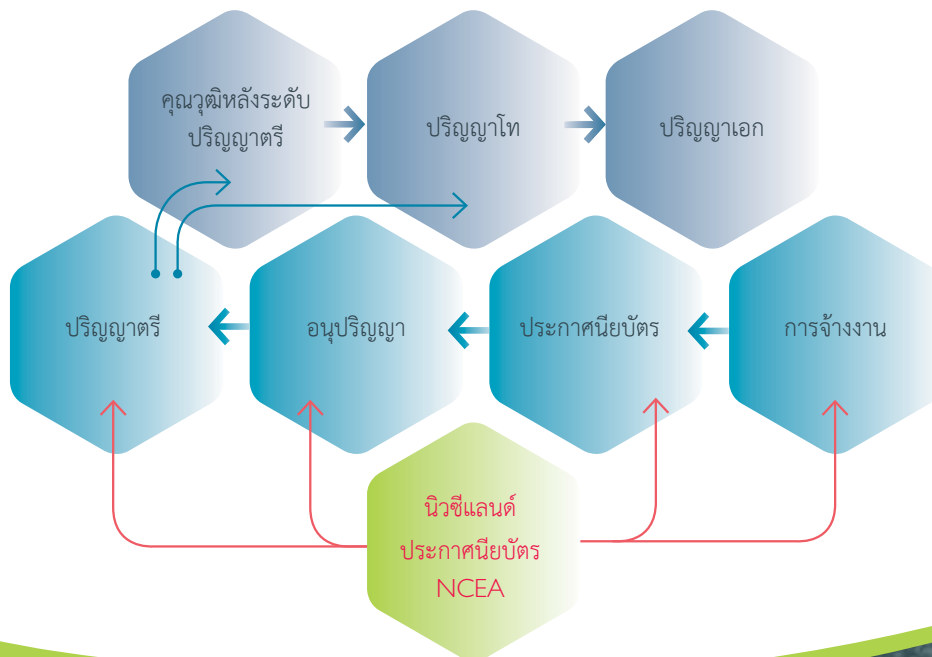 คุณวุฒิหลังระดับ
ปริญญาตรี
ปริญญาโท
ปริญญาเอก
ปริญญาตรี
อนุปริญญา
ประกาศนียบัตร
การจ้างงาน
นิวซีแลนด์
ประกาศนียบัตร
NCEA